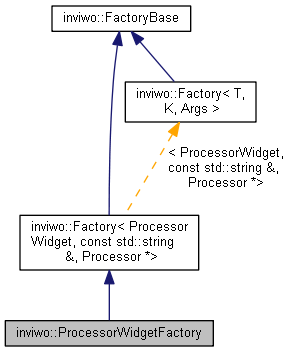 inviwo::FactoryBase
inviwo::Factory< T,
K, Args >
< ProcessorWidget,
const std::string &,
Processor *>
inviwo::Factory< Processor
Widget, const std::string
&, Processor *>
inviwo::ProcessorWidgetFactory